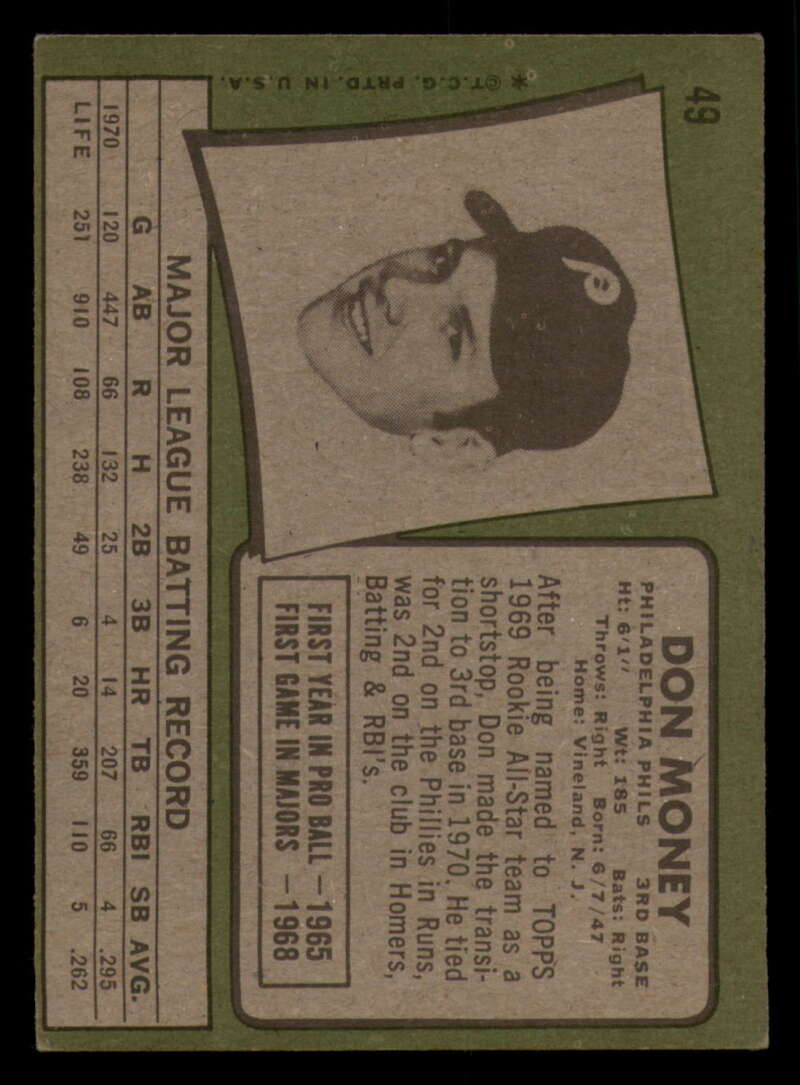 49
*©T.C.G. PRTD. IN U.S.A.
P
DON MONEY
PHILADELPHIA PHILS 3RD BASE
Ht: 6'1" Wt: 185 Bats: Right
Throws: Right Born: 6/7/47
Home: Vineland, N.J.
After being named to TOPPS
1969 Rookie All-Star team as a
shortstop, Don made the transi-
tion to 3rd base in 1970. He tied
for 2nd on the Phillies in Runs,
was 2nd on the club in Homers,
Batting & RBI's.
FIRST YEAR IN PRO BALL — 1965
FIRST GAME IN MAJORS — 1968
MAJOR LEAGUE BATTING RECORD
G AB R H 2B 3B HR TB RBI SB AVG.
1970 120 447 66 132 25 4 14 207 66 4 .295
LIFE 251 910 108 238 49 6 20 359 110 5 .262